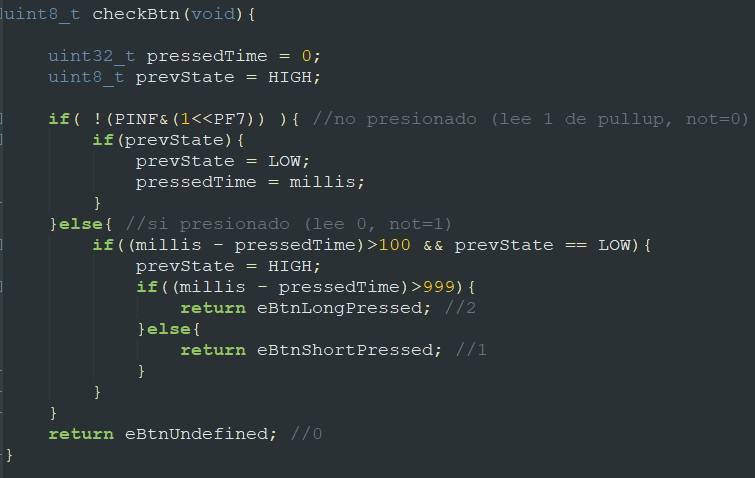 uint8_t checkBtn(void){
uint32_t pressedTime = 0;
uint8_t prevState = HIGH;
if( !(PINF&(1<<PF7)) ){ //no presionado (lee 1 de pullup, not=0)
if(prevState){
prevState = LOW;
pressedTime = millis;
}
}else{ //si presionado (lee 0, not=1)
if((millis - pressedTime)>100 && prevState == LOW){
prevState = HIGH;
if((millis - pressedTime)>999){
return eBtnLongPressed; //2
}else{
return eBtnShortPressed; //1
}
}
}
return eBtnUndefined; //0
}